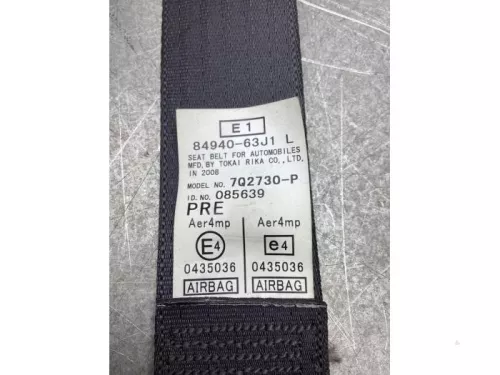 E1
84940-63J1 L
SEAT BELT FOR AUTOMOBILES
MFD. BY TOKAI RIKA CO., LTD.
IN 2008
MODEL NO. 7Q2730-P
ID.NO. 085639
PRE
Aer4mp Aer4mp
E4 e4
0435036 0435036
AIRBAG AIRBAG